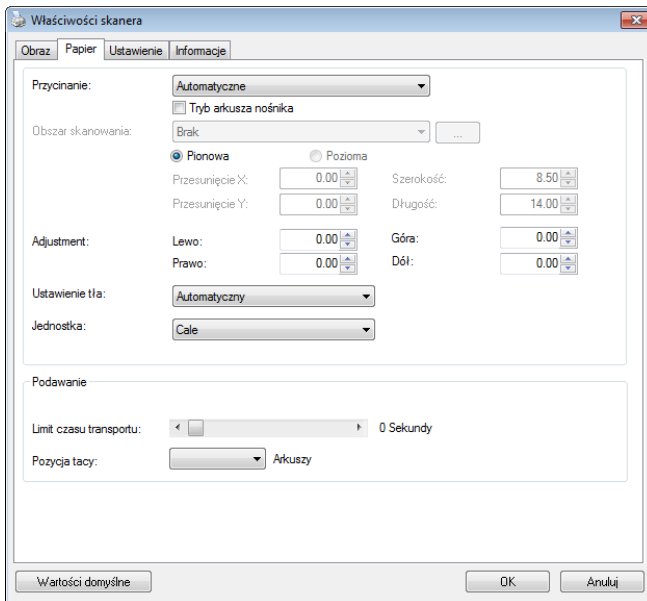 Właściwości skanera
Obraz Papier Ustawienie Informacje
Przycinanie: Automatyczne
Tryb arkusza nośnika
Obszar skanowania: Brak ...
Pionowa Pozioma
Przesunięcie X: 0.00 Szerokość: 8.50
Przesunięcie Y: 0.00 Długość: 14.00
Adjustment: Lewo: 0.00 Góra: 0.00
Prawo: 0.00 Dół: 0.00
Ustawienie tła: Automatyczny
Jednostka: Cale
Podawanie
Limit czasu transportu: 0 Sekundy
Pozycja tacy: Arkuszy
Wartości domyślne OK Anuluj